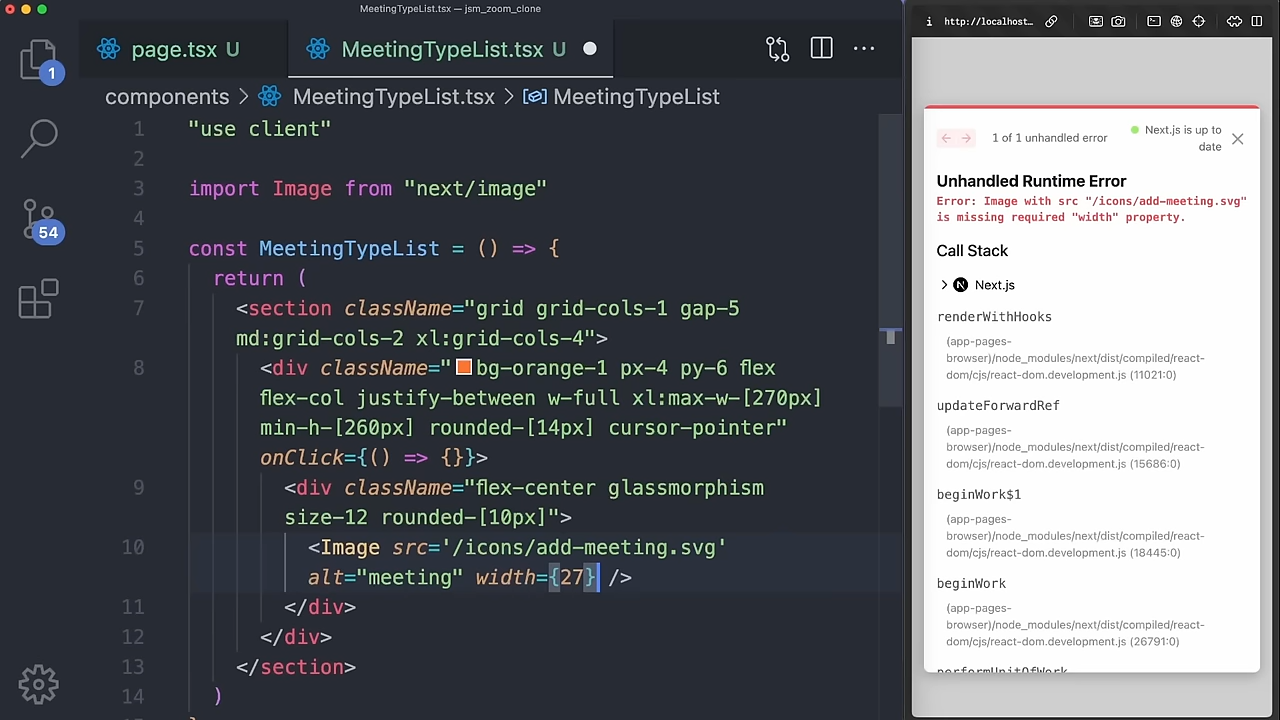 MeetingTypeList.tsx — jsm_zoom_clone
page.tsx U
MeetingTypeList.tsx U
components > MeetingTypeList.tsx > MeetingTypeList
1
54
1 "use client"
2
3 import Image from "next/image"
4
5 const MeetingTypeList = () => {
6 return (
7 <section className="grid grid-cols-1 gap-5
md:grid-cols-2 xl:grid-cols-4">
8 <div className="bg-orange-1 px-4 py-6 flex
flex-col justify-between w-full xl:max-w-[270px]
min-h-[260px] rounded-[14px] cursor-pointer"
onClick={() => {}}>
9 <div className="flex-center glassmorphism
size-12 rounded-[10px]">
10 <Image src='/icons/add-meeting.svg'
alt="meeting" width={27} />
11 </div>
12 </div>
13 </section>
14 )
http://localhost…
1 of 1 unhandled error
Next.js is up to
date
Unhandled Runtime Error
Error: Image with src "/icons/add-meeting.svg"
is missing required "width" property.
Call Stack
Next.js
renderWithHooks
(app-pages-
browser)/node_modules/next/dist/compiled/react-
dom/cjs/react-dom.development.js (11021:0)
updateForwardRef
(app-pages-
browser)/node_modules/next/dist/compiled/react-
dom/cjs/react-dom.development.js (15686:0)
beginWork$1
(app-pages-
browser)/node_modules/next/dist/compiled/react-
dom/cjs/react-dom.development.js (18445:0)
beginWork
(app-pages-
browser)/node_modules/next/dist/compiled/react-
dom/cjs/react-dom.development.js (26791:0)
performUnitOfWork